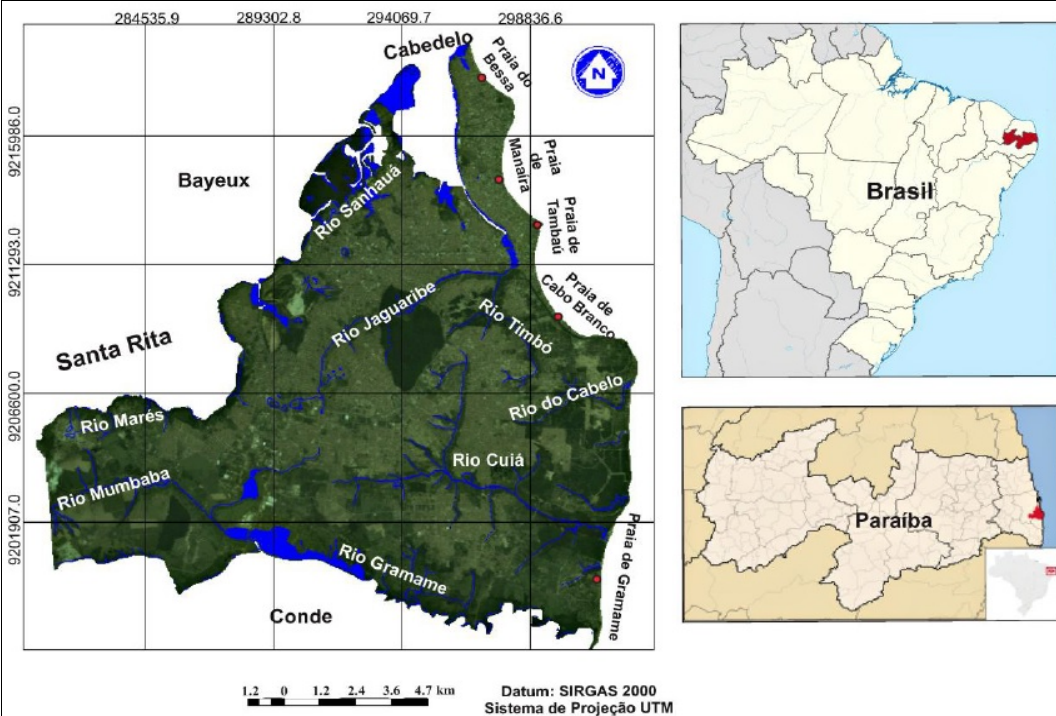 284535.9
289302.8
294069.7
298836.6
9215986.0
9211293.0
9206600.0
9201907.0
Cabedelo
N
Praia do
Bessa
Praia
de
Manaira
Praia de
Tambaú
Praia de
Cabo Branco
Bayeux
Rio Sanhauá
Santa Rita
Rio Jaguaribe
Rio Timbó
Rio do Cabelo
Rio Marés
Rio Cuiá
Rio Mumbaba
Rio Gramame
Praia de Gramame
Conde
1.2 0 1.2 2.4 3.6 4.7 km
Datum: SIRGAS 2000
Sistema de Projeção UTM
Brasil
Paraíba